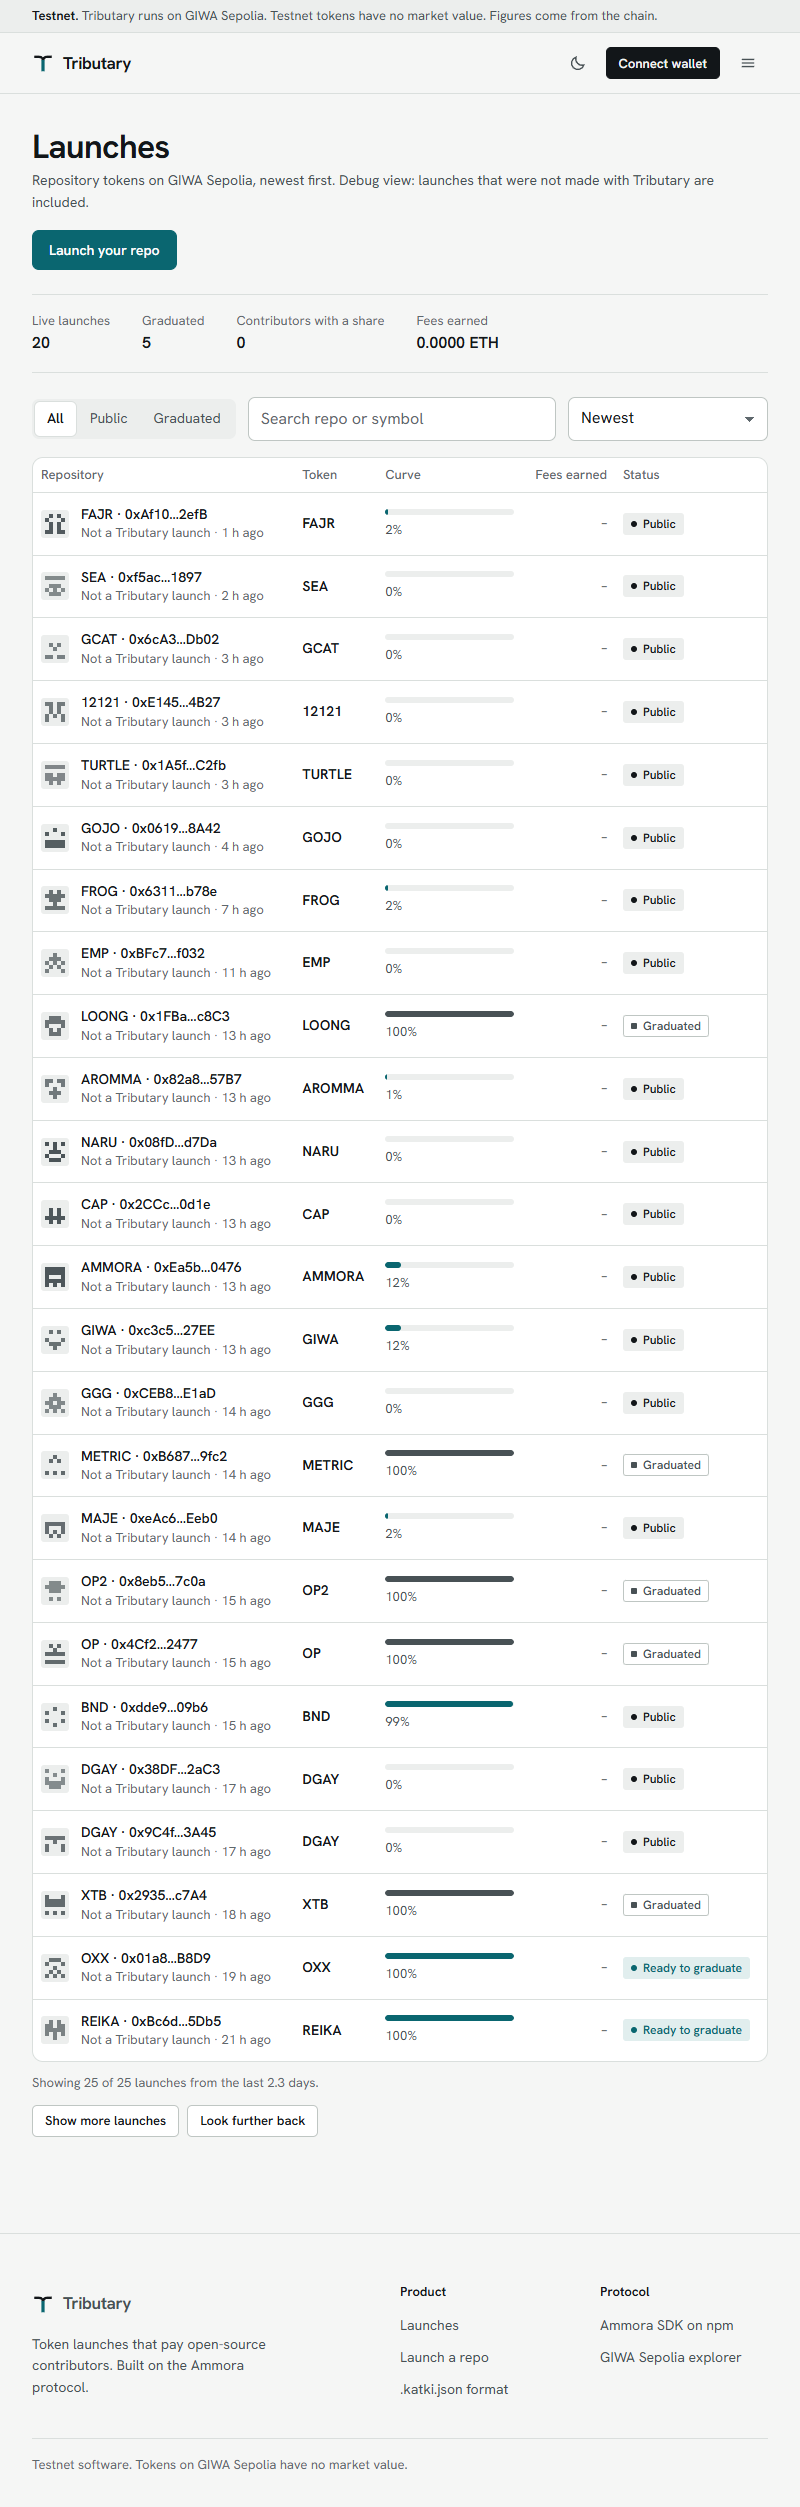 Testnet. Tributary runs on GIWA Sepolia. Testnet tokens have no market value. Figures come from the chain.
Tributary
Connect wallet
Launches
Repository tokens on GIWA Sepolia, newest first. Debug view: launches that were not made with Tributary are
included.
Launch your repo
Live launches Graduated Contributors with a share Fees earned
20 5 0 0.0000 ETH
All Public Graduated Search repo or symbol Newest
Repository Token Curve Fees earned Status
FAJR · 0xAf10...2efB
Not a Tributary launch · 1 h ago
FAJR 2% – Public
SEA · 0xf5ac...1897
Not a Tributary launch · 2 h ago
SEA 0% – Public
GCAT · 0x6cA3...Db02
Not a Tributary launch · 3 h ago
GCAT 0% – Public
12121 · 0xE145...4B27
Not a Tributary launch · 3 h ago
12121 0% – Public
TURTLE · 0x1A5f...C2fb
Not a Tributary launch · 3 h ago
TURTLE 0% – Public
GOJO · 0x0619...8A42
Not a Tributary launch · 4 h ago
GOJO 0% – Public
FROG · 0x6311...b78e
Not a Tributary launch · 7 h ago
FROG 2% – Public
EMP · 0xBFc7...f032
Not a Tributary launch · 11 h ago
EMP 0% – Public
LOONG · 0x1FBa...c8C3
Not a Tributary launch · 13 h ago
LOONG 100% – Graduated
AROMMA · 0x82a8...57B7
Not a Tributary launch · 13 h ago
AROMMA 1% – Public
NARU · 0x08fD...d7Da
Not a Tributary launch · 13 h ago
NARU 0% – Public
CAP · 0x2CCc...0d1e
Not a Tributary launch · 13 h ago
CAP 0% – Public
AMMORA · 0xEa5b...0476
Not a Tributary launch · 13 h ago
AMMORA 12% – Public
GIWA · 0xc3c5...27EE
Not a Tributary launch · 13 h ago
GIWA 12% – Public
GGG · 0xCEB8...E1aD
Not a Tributary launch · 14 h ago
GGG 0% – Public
METRIC · 0xB687...9fc2
Not a Tributary launch · 14 h ago
METRIC 100% – Graduated
MAJE · 0xeAc6...Eeb0
Not a Tributary launch · 14 h ago
MAJE 2% – Public
OP2 · 0x8eb5...7c0a
Not a Tributary launch · 15 h ago
OP2 100% – Graduated
OP · 0x4Cf2...2477
Not a Tributary launch · 15 h ago
OP 100% – Graduated
BND · 0xdde9...09b6
Not a Tributary launch · 15 h ago
BND 99% – Public
DGAY · 0x38DF...2aC3
Not a Tributary launch · 17 h ago
DGAY 0% – Public
DGAY · 0x9C4f...3A45
Not a Tributary launch · 17 h ago
DGAY 0% – Public
XTB · 0x2935...c7A4
Not a Tributary launch · 18 h ago
XTB 100% – Graduated
OXX · 0x01a8...B8D9
Not a Tributary launch · 19 h ago
OXX 100% – Ready to graduate
REIKA · 0xBc6d...5Db5
Not a Tributary launch · 21 h ago
REIKA 100% – Ready to graduate
Showing 25 of 25 launches from the last 2.3 days.
Show more launches Look further back
Tributary
Token launches that pay open-source
contributors. Built on the Ammora
protocol.
Product
Launches
Launch a repo
.katki.json format
Protocol
Ammora SDK on npm
GIWA Sepolia explorer
Testnet software. Tokens on GIWA Sepolia have no market value.